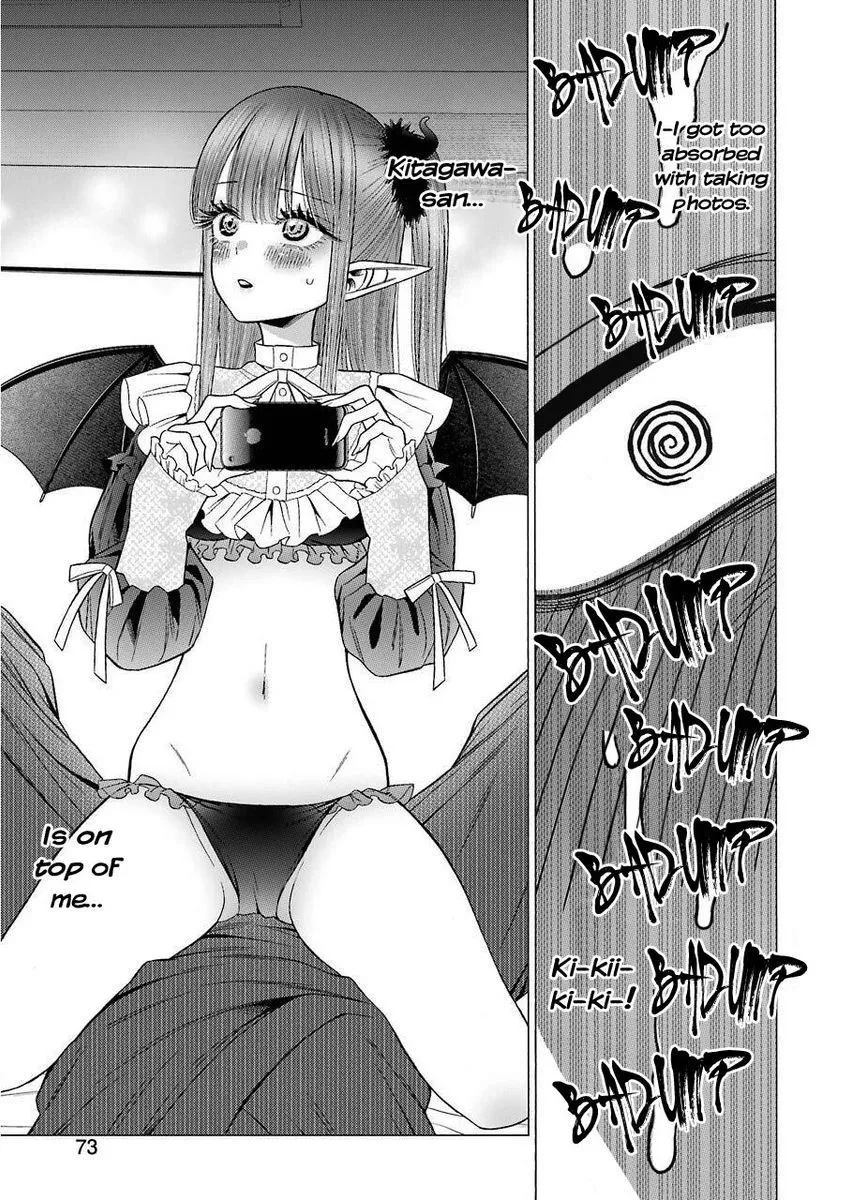 BADUMP
I-I got too
absorbed
with taking
photos.
BADUMP
BADUMP
BADUMP
BADUMP
BADUMP
Ki-kii-
ki-ki-!
BADUMP
BADUMP
Kitagawa-
san...
Is on
top of
me...
73